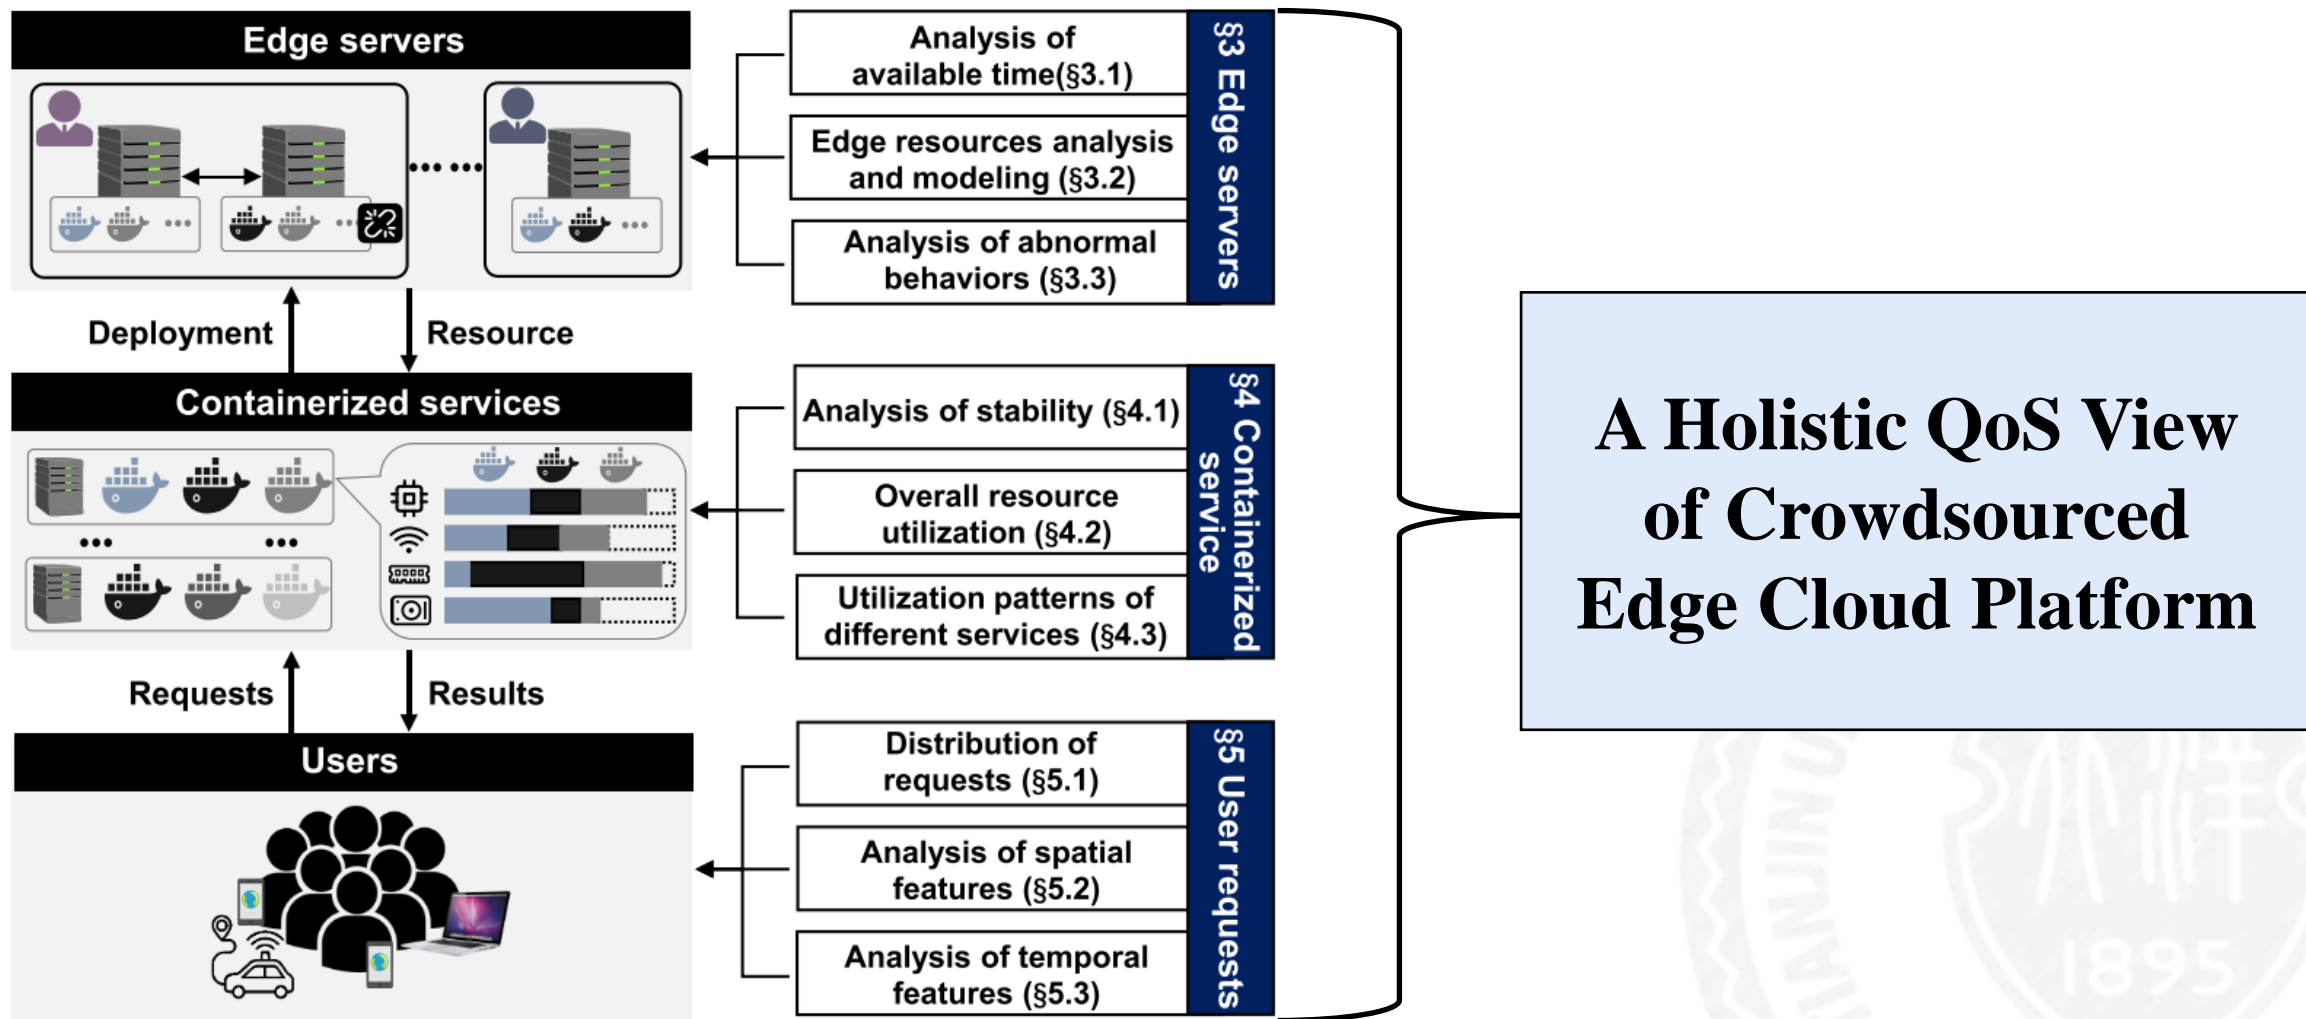 Edge servers
Deployment
Resource
Containerized services
Requests
Results
Users
Analysis of
available time(§3.1)
Edge resources analysis
and modeling (§3.2)
Analysis of abnormal
behaviors (§3.3)
§3 Edge servers
Analysis of stability (§4.1)
Overall resource
utilization (§4.2)
Utilization patterns of
different services (§4.3)
§4 Containerized
service
Distribution of
requests (§5.1)
Analysis of spatial
features (§5.2)
Analysis of temporal
features (§5.3)
§5 User requests
A Holistic QoS View
of Crowdsourced
Edge Cloud Platform
1895